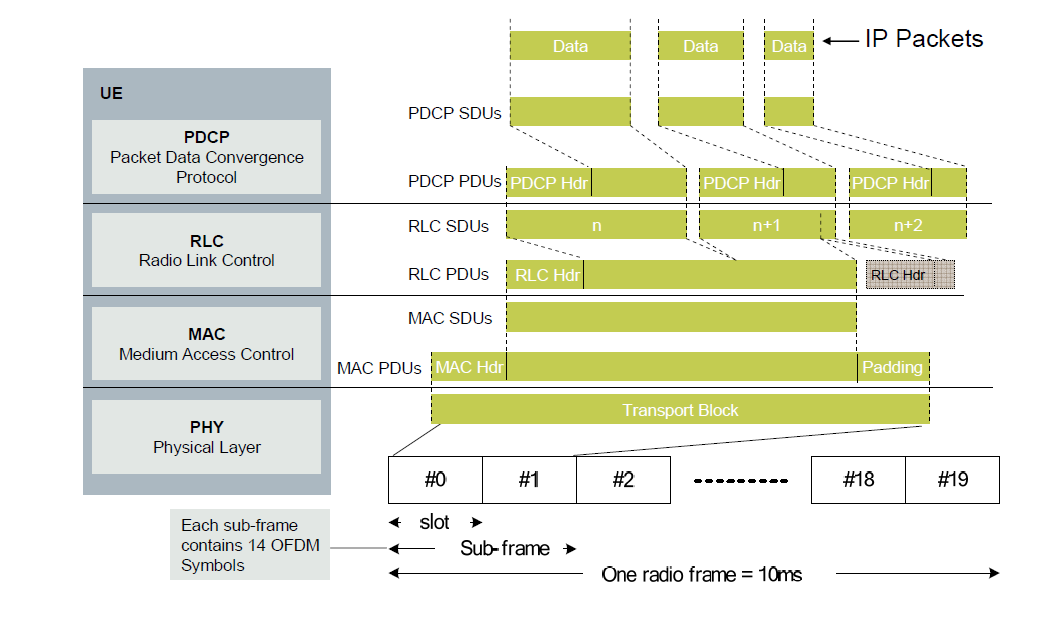 Data Data Data IP Packets
UE
PDCP SDUs
PDCP
Packet Data Convergence
Protocol
PDCP PDUs PDCP Hdr PDCP Hdr PDCP Hdr
RLC SDUs n n+1 n+2
RLC
Radio Link Control
RLC PDUs RLC Hdr RLC Hdr
MAC SDUs
MAC
Medium Access Control
MAC PDUs MAC Hdr Padding
PHY
Physical Layer
Transport Block
#0 #1 #2 #18 #19
Each sub-frame
contains 14 OFDM
Symbols
slot
Sub-frame
One radio frame = 10ms